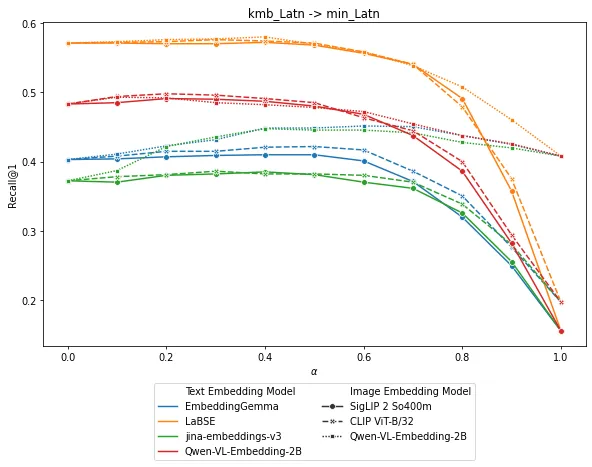 kmb_Latn -> min_Latn
Recall@1
0.6
0.5
0.4
0.3
0.2
0.0 0.2 0.4 0.6 0.8 1.0
α
Text Embedding Model
EmbeddingGemma
LaBSE
jina-embeddings-v3
Qwen-VL-Embedding-2B
Image Embedding Model
SigLIP 2 So400m
CLIP ViT-B/32
Qwen-VL-Embedding-2B